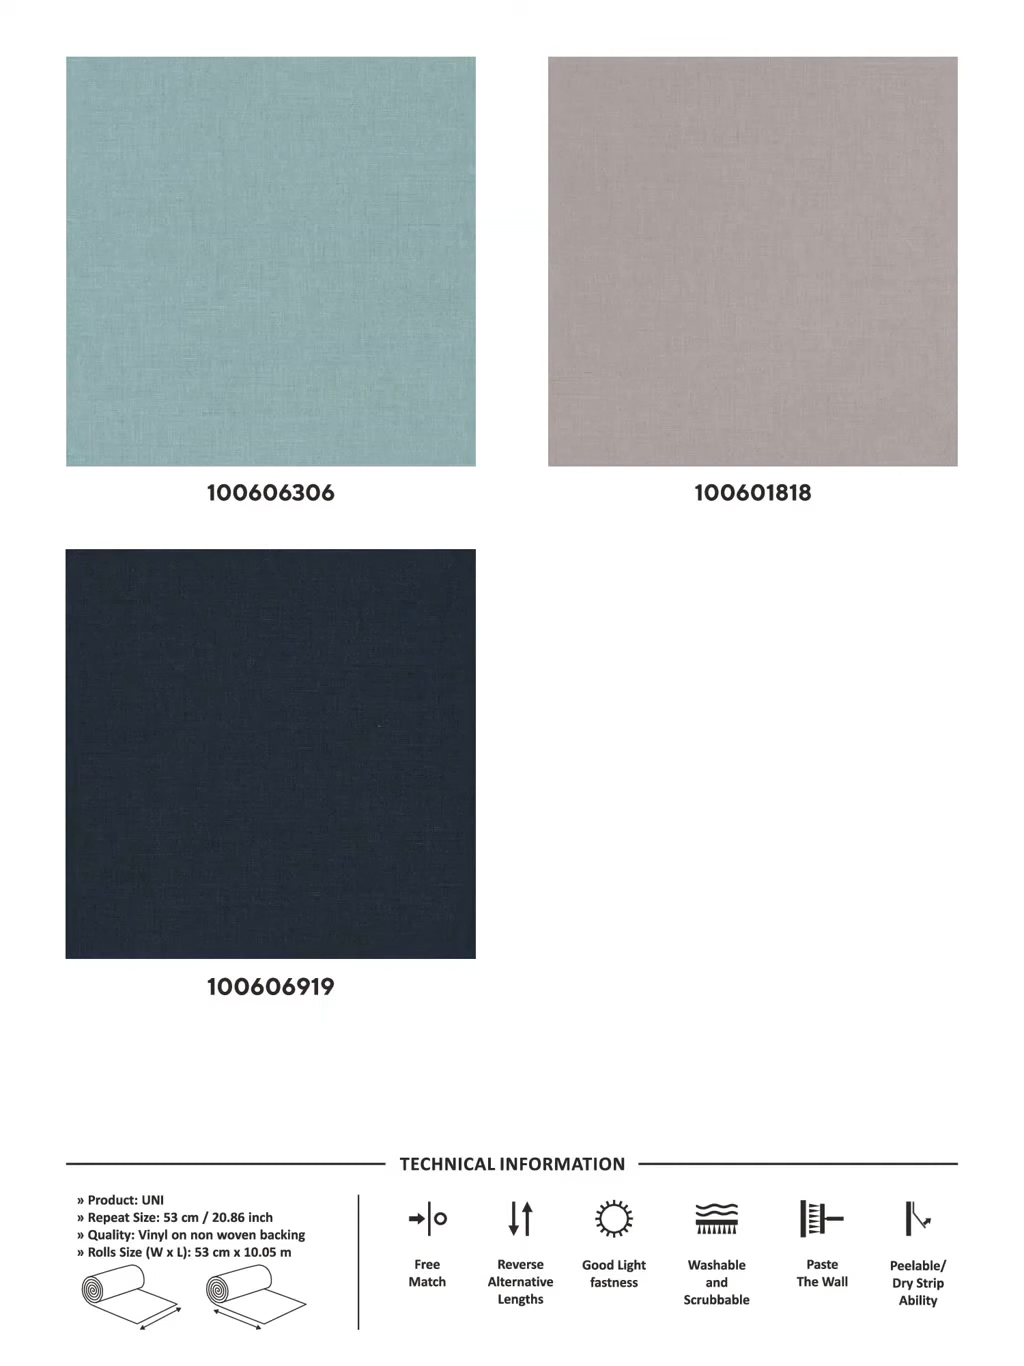 100606306
100601818
100606919
TECHNICAL INFORMATION
» Product: UNI
» Repeat Size: 53 cm / 20.86 inch
» Quality: Vinyl on non woven backing
» Rolls Size (W x L): 53 cm x 10.05 m
Free
Match
Reverse
Alternative
Lengths
Good Light
fastness
Washable
and
Scrubbable
Paste
The Wall
Peelable/
Dry Strip
Ability